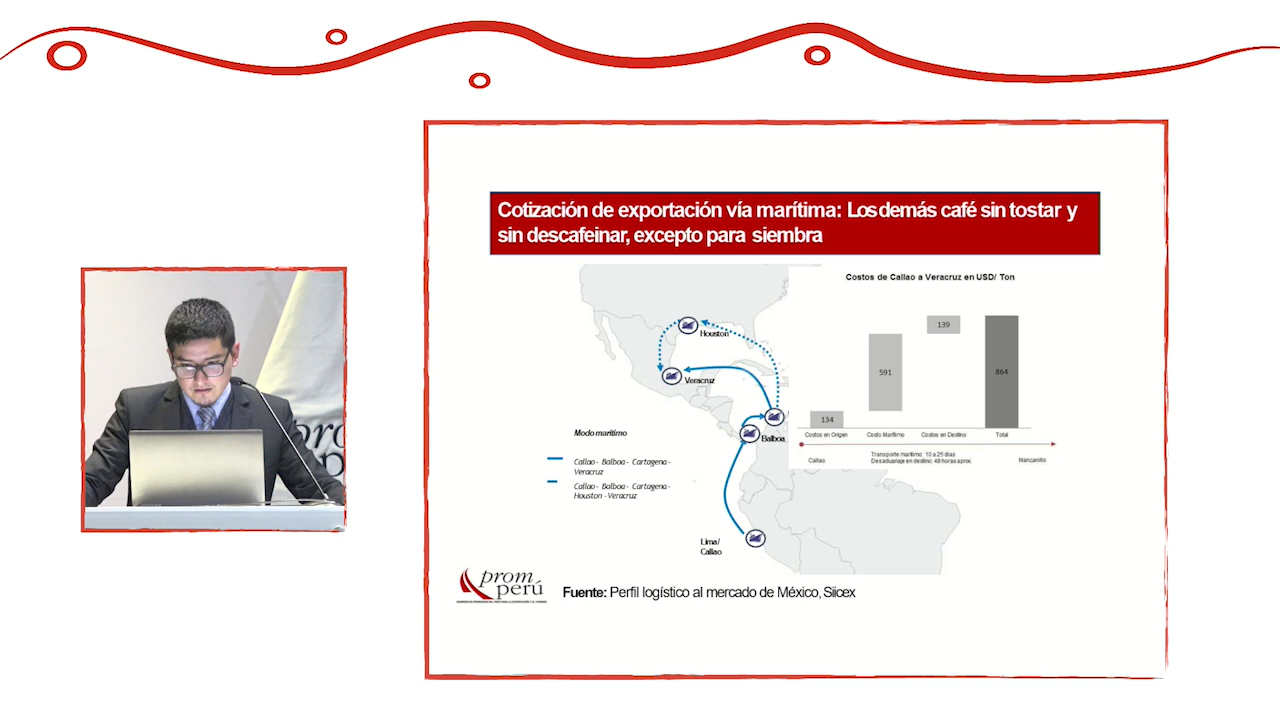 Cotización de exportación vía marítima: Los demás café sin tostar y
sin descafeinar, excepto para siembra
Costos de Callao a Veracruz en USD/ Ton
Houston
Veracruz
Balboa
Lima/
Callao
Modo marítimo
Callao - Balboa - Cartagena -
Veracruz
Callao - Balboa - Cartagena -
Houston - Veracruz
134
591
139
864
Costos en Origen
Costo Marítimo
Costos en Destino
Total
Callao
Transporte marítimo: 10 a 25 días
Desaduanaje en destino: 48 horas aprox.
Manzanillo
prom
perú
Fuente: Perfil logístico al mercado de México, Siicex